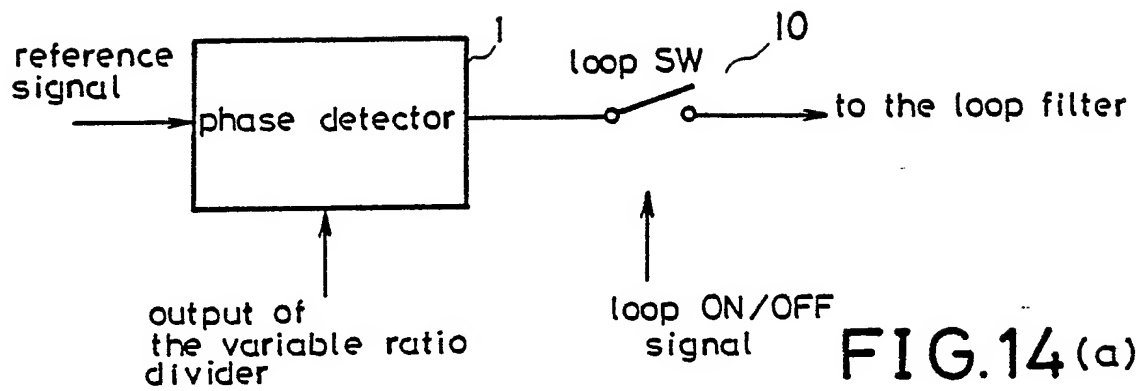 reference
signal
phase detector
1
loop SW
10
to the loop filter
output of
the variable ratio
divider
loop ON/OFF
signal
FIG.14 (a)